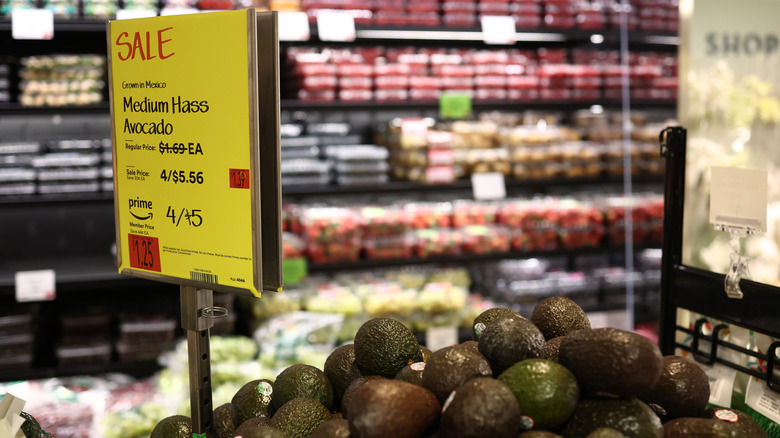 SALE
Grown in Mexico
Medium Hass
Avocado
Regular Price: $1.69 EA
Sale Price:
4/$5.56
1.39
prime
Member Price
4/$5
1.25
SHOP